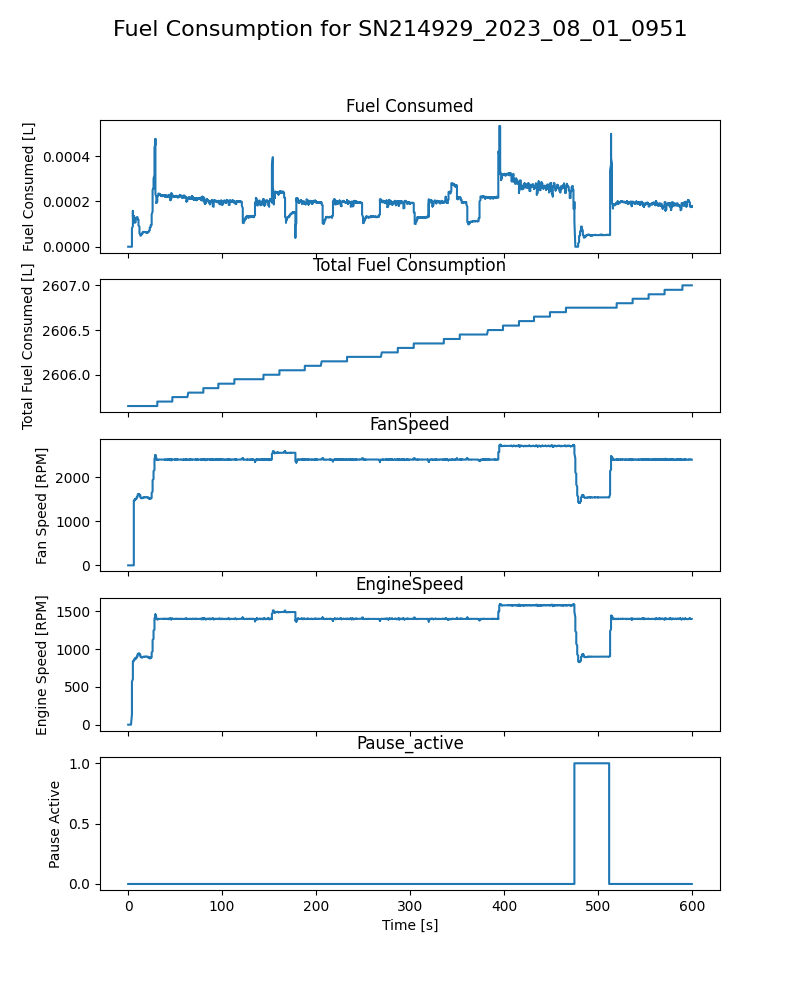 Fuel Consumption for SN214929_2023_08_01_0951
Fuel Consumed
Fuel Consumed [L]
0.0004
0.0002
0.0000
Total Fuel Consumption
Total Fuel Consumed [L]
2607.0
2606.5
2606.0
FanSpeed
Fan Speed [RPM]
2000
1000
0
EngineSpeed
Engine Speed [RPM]
1500
1000
500
0
Pause_active
Pause Active
1.0
0.5
0.0
0 100 200 300 400 500 600
Time [s]